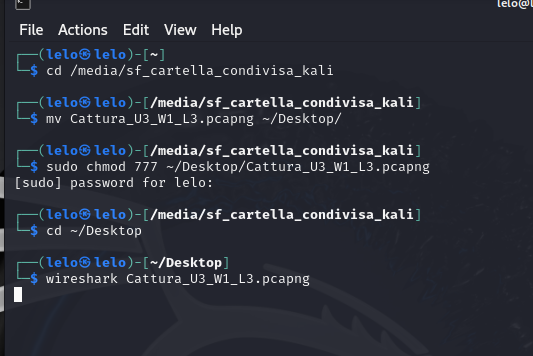 lelo@l
File Actions Edit View Help
┌──(lelo㉿lelo)-[~]
└─$ cd /media/sf_cartella_condivisa_kali
┌──(lelo㉿lelo)-[/media/sf_cartella_condivisa_kali]
└─$ mv Cattura_U3_W1_L3.pcapng ~/Desktop/
┌──(lelo㉿lelo)-[/media/sf_cartella_condivisa_kali]
└─$ sudo chmod 777 ~/Desktop/Cattura_U3_W1_L3.pcapng
[sudo] password for lelo:
┌──(lelo㉿lelo)-[/media/sf_cartella_condivisa_kali]
└─$ cd ~/Desktop
┌──(lelo㉿lelo)-[~/Desktop]
└─$ wireshark Cattura_U3_W1_L3.pcapng